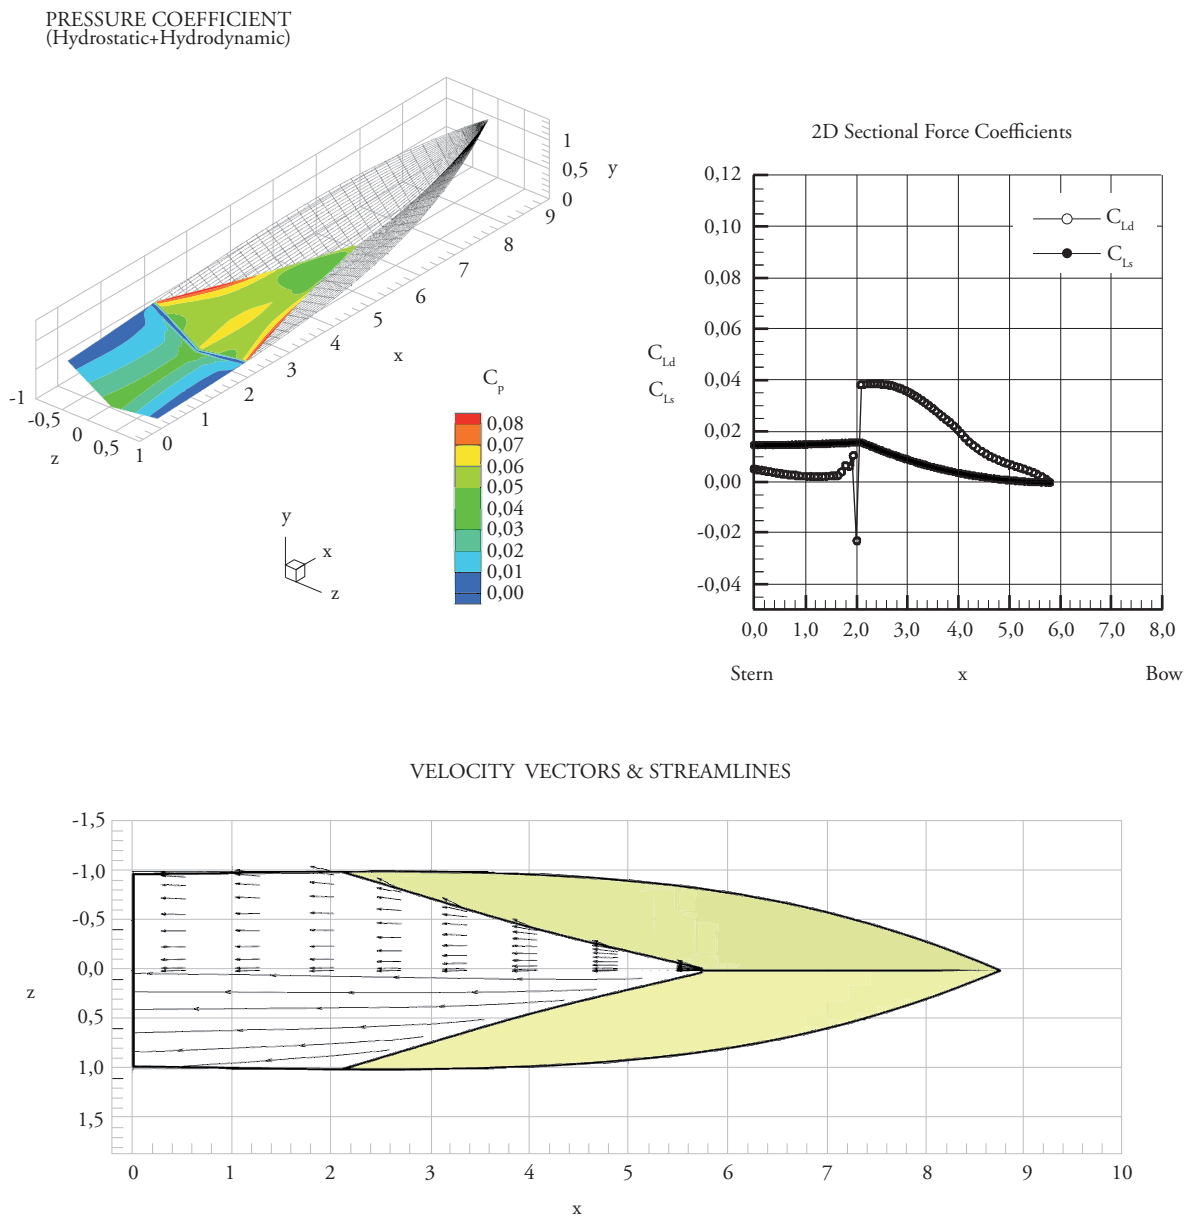 PRESSURE COEFFICIENT
(Hydrostatic+Hydrodynamic)
1
0,5
0
y
9
8
7
6
5
4
3
2
1
0
x
-1
-0,5
0
0,5
1
z
C_p
0,08
0,07
0,06
0,05
0,04
0,03
0,02
0,01
0,00
y
x
z
2D Sectional Force Coefficients
0,12
0,10
0,08
0,06
0,04
0,02
0,00
-0,02
-0,04
C_Ld
C_Ls
C_Ld
C_Ls
0,0 1,0 2,0 3,0 4,0 5,0 6,0 7,0 8,0
Stern x Bow
VELOCITY VECTORS & STREAMLINES
-1,5
-1,0
-0,5
0,0
z
0,5
1,0
1,5
0 1 2 3 4 5 6 7 8 9 10
x